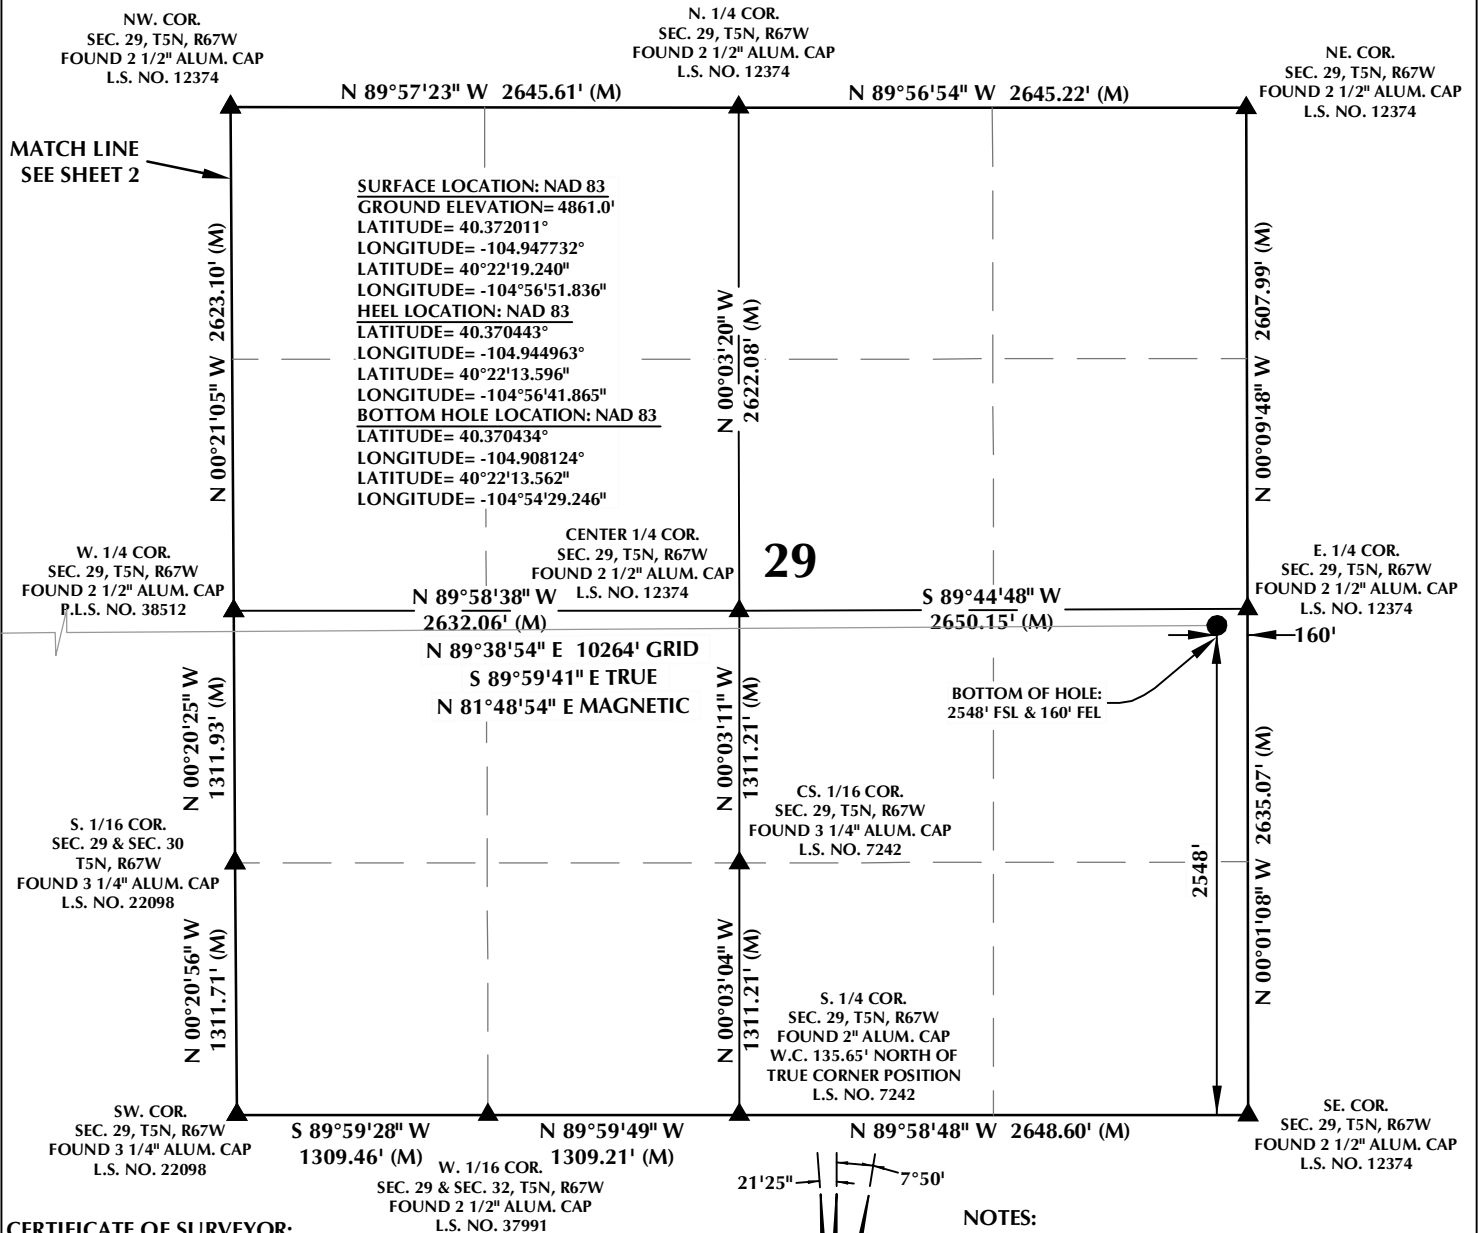 NW. COR.
SEC. 29, T5N, R67W
FOUND 2 1/2" ALUM. CAP
L.S. NO. 12374
N. 1/4 COR.
SEC. 29, T5N, R67W
FOUND 2 1/2" ALUM. CAP
L.S. NO. 12374
NE. COR.
SEC. 29, T5N, R67W
FOUND 2 1/2" ALUM. CAP
L.S. NO. 12374
N 89°57'23" W 2645.61' (M)
N 89°56'54" W 2645.22' (M)
MATCH LINE
SEE SHEET 2
SURFACE LOCATION: NAD 83
GROUND ELEVATION= 4861.0'
LATITUDE= 40.372011°
LONGITUDE= -104.947732°
LATITUDE= 40°22'19.240"
LONGITUDE= -104°56'51.836"
HEEL LOCATION: NAD 83
LATITUDE= 40.370443°
LONGITUDE= -104.944963°
LATITUDE= 40°22'13.596"
LONGITUDE= -104°56'41.865"
BOTTOM HOLE LOCATION: NAD 83
LATITUDE= 40.370434°
LONGITUDE= -104.908124°
LATITUDE= 40°22'13.562"
LONGITUDE= -104°54'29.246"
N 00°21'05" W 2623.10' (M)
N 00°03'20" W
2622.08' (M)
N 00°09'48" W 2607.99' (M)
W. 1/4 COR.
SEC. 29, T5N, R67W
FOUND 2 1/2" ALUM. CAP
P.L.S. NO. 38512
CENTER 1/4 COR.
SEC. 29, T5N, R67W
FOUND 2 1/2" ALUM. CAP
L.S. NO. 12374
29
E. 1/4 COR.
SEC. 29, T5N, R67W
FOUND 2 1/2" ALUM. CAP
L.S. NO. 12374
N 89°58'38" W
2632.06' (M)
S 89°44'48" W
2650.15' (M)
160'
N 89°38'54" E 10264' GRID
S 89°59'41" E TRUE
N 81°48'54" E MAGNETIC
BOTTOM OF HOLE:
2548' FSL & 160' FEL
N 00°20'25" W
1311.93' (M)
N 00°03'11" W
1311.21' (M)
N 00°01'08" W 2635.07' (M)
2548'
CS. 1/16 COR.
SEC. 29, T5N, R67W
FOUND 3 1/4" ALUM. CAP
L.S. NO. 7242
S. 1/16 COR.
SEC. 29 & SEC. 30
T5N, R67W
FOUND 3 1/4" ALUM. CAP
L.S. NO. 22098
N 00°20'56" W
1311.71' (M)
N 00°03'04" W
1311.21' (M)
S. 1/4 COR.
SEC. 29, T5N, R67W
FOUND 2" ALUM. CAP
W.C. 135.65' NORTH OF
TRUE CORNER POSITION
L.S. NO. 7242
SW. COR.
SEC. 29, T5N, R67W
FOUND 3 1/4" ALUM. CAP
L.S. NO. 22098
S 89°59'28" W
1309.46' (M)
N 89°59'49" W
1309.21' (M)
N 89°58'48" W 2648.60' (M)
SE. COR.
SEC. 29, T5N, R67W
FOUND 2 1/2" ALUM. CAP
L.S. NO. 12374
W. 1/16 COR.
SEC. 29 & SEC. 32, T5N, R67W
FOUND 2 1/2" ALUM. CAP
L.S. NO. 37991
21'25"
7°50'
CERTIFICATE OF SURVEYOR:
NOTES: